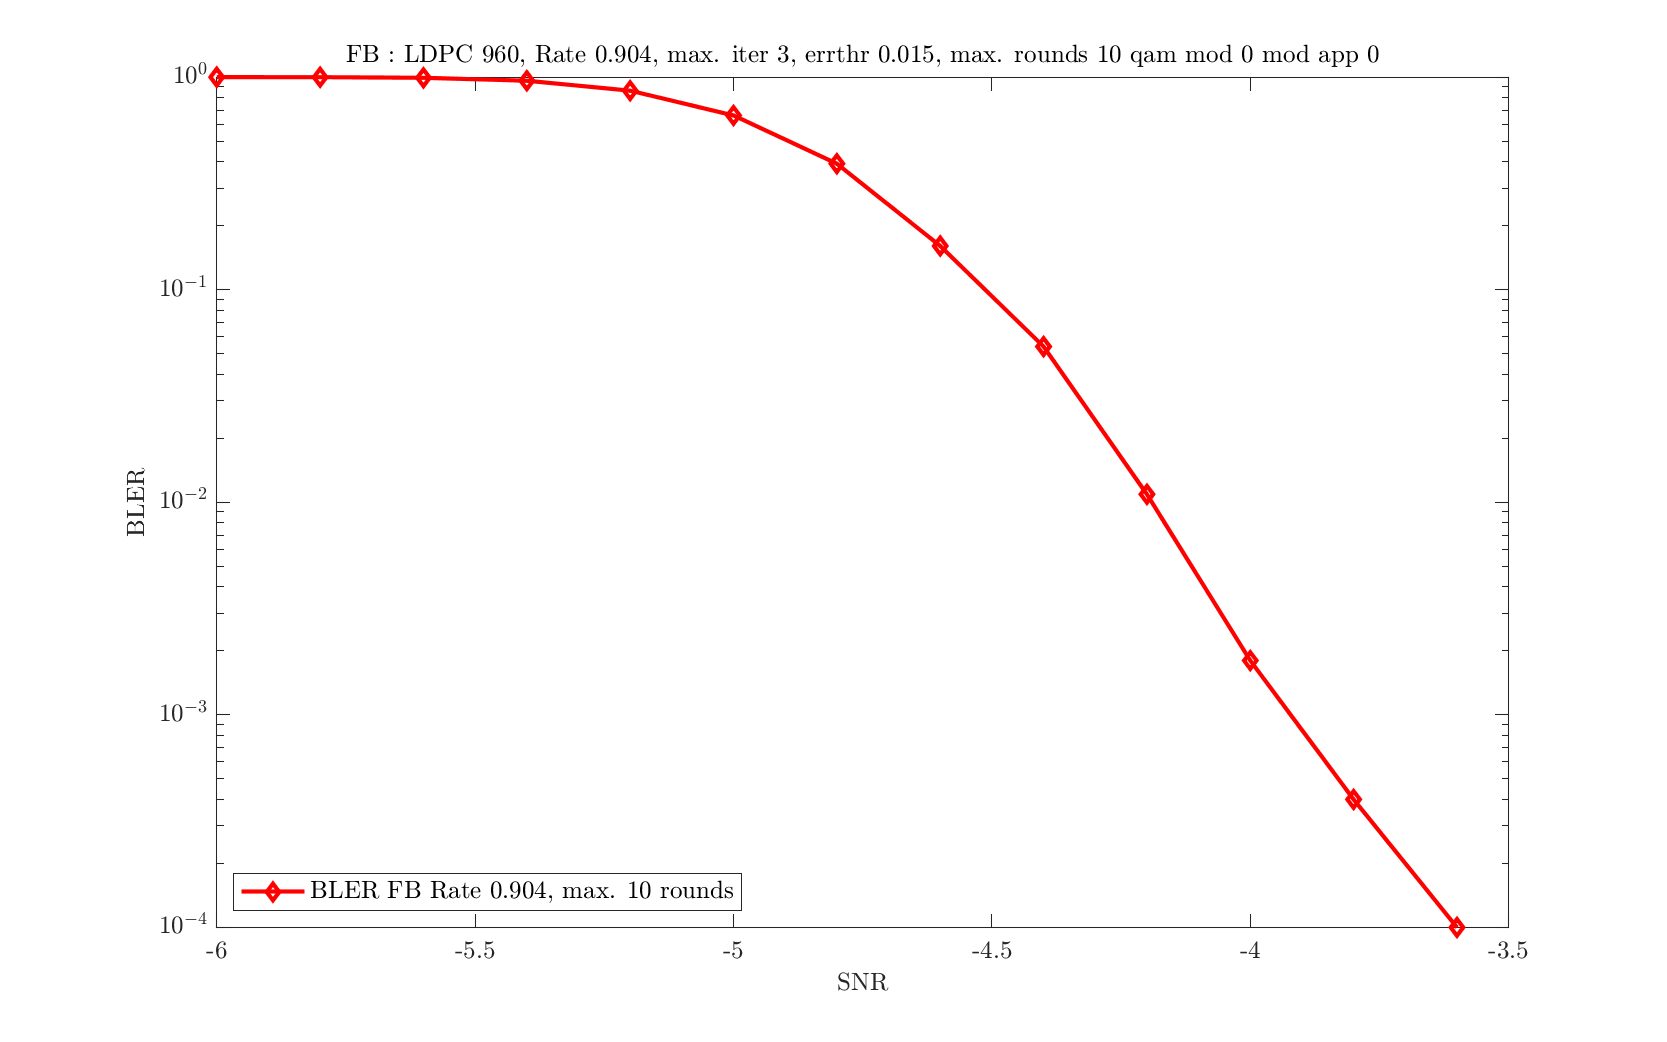 FB : LDPC 960, Rate 0.904, max. iter 3, errthr 0.015, max. rounds 10 qam mod 0 mod app 0
10^0
10^-1
10^-2
10^-3
10^-4
BLER
BLER FB Rate 0.904, max. 10 rounds
-6 -5.5 -5 -4.5 -4 -3.5
SNR